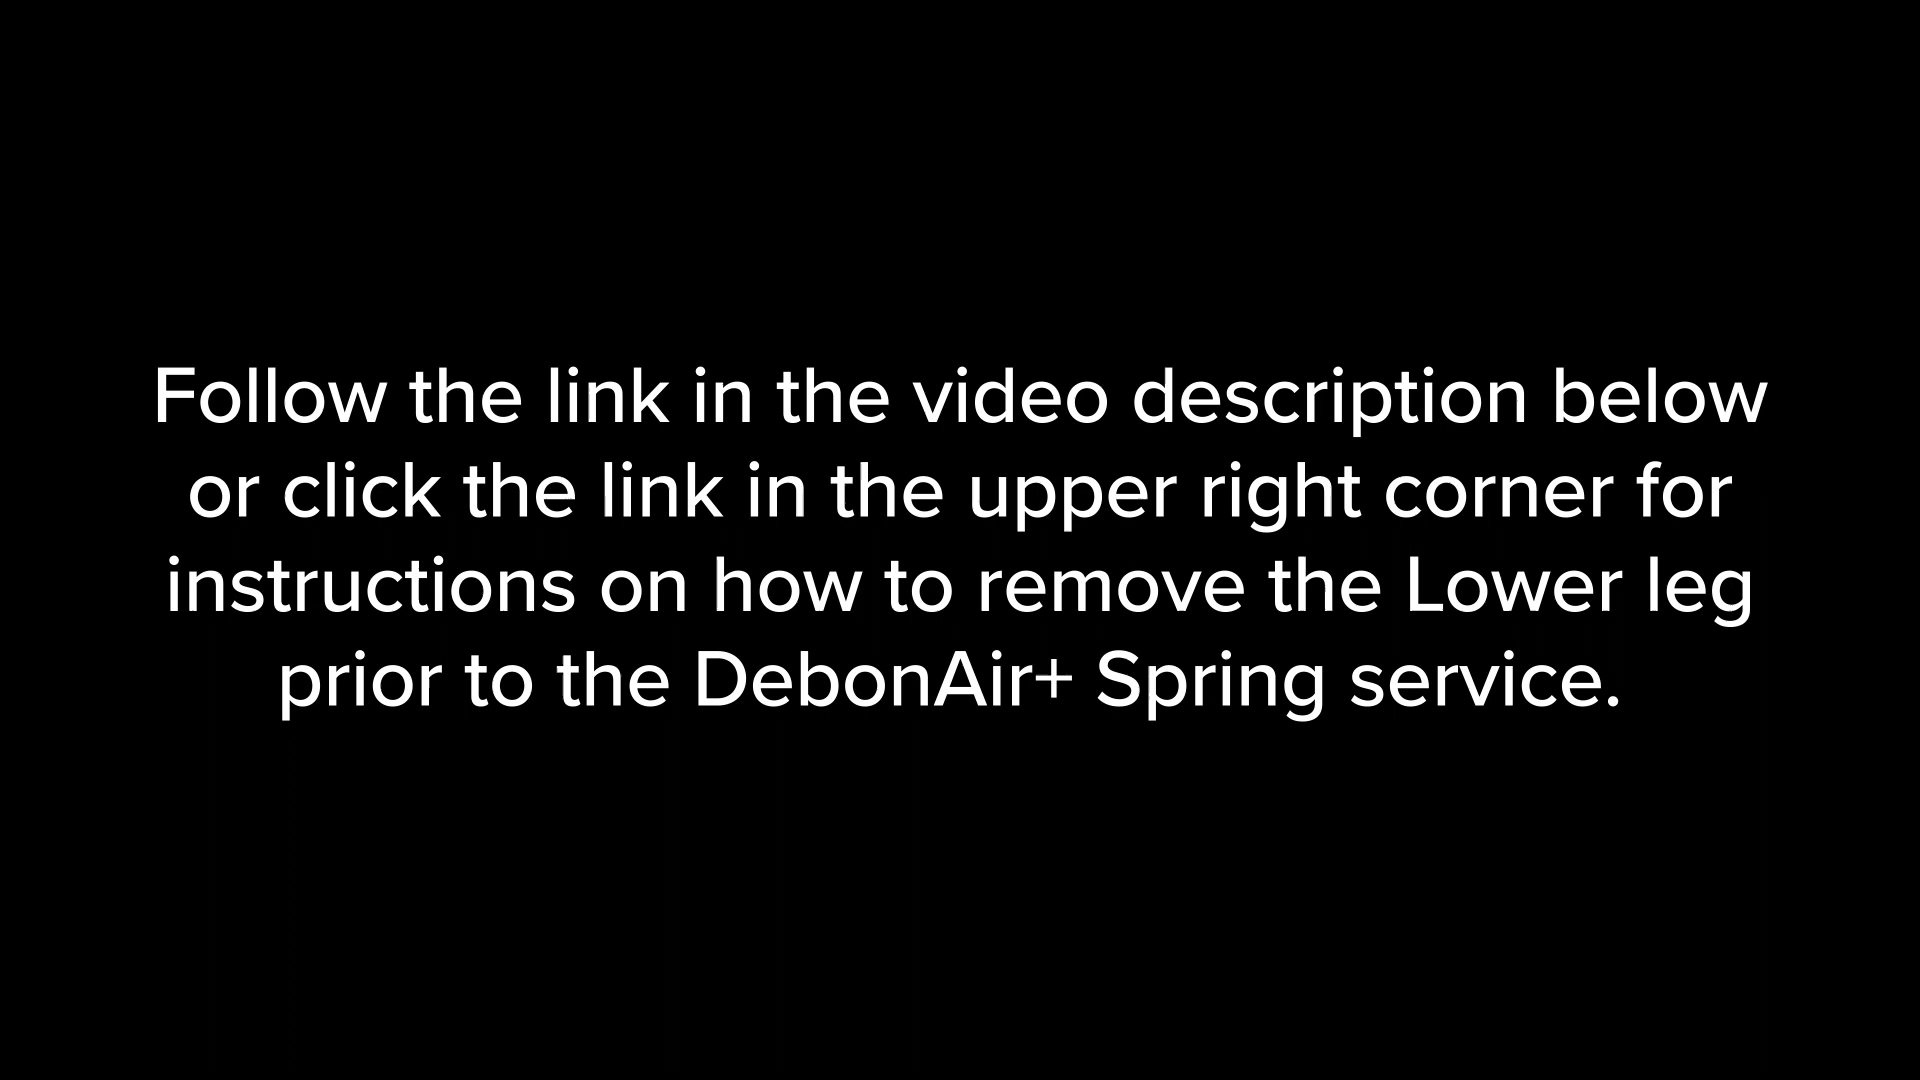 Follow the link in the video description below
or click the link in the upper right corner for
instructions on how to remove the Lower leg
prior to the DebonAir+ Spring service.